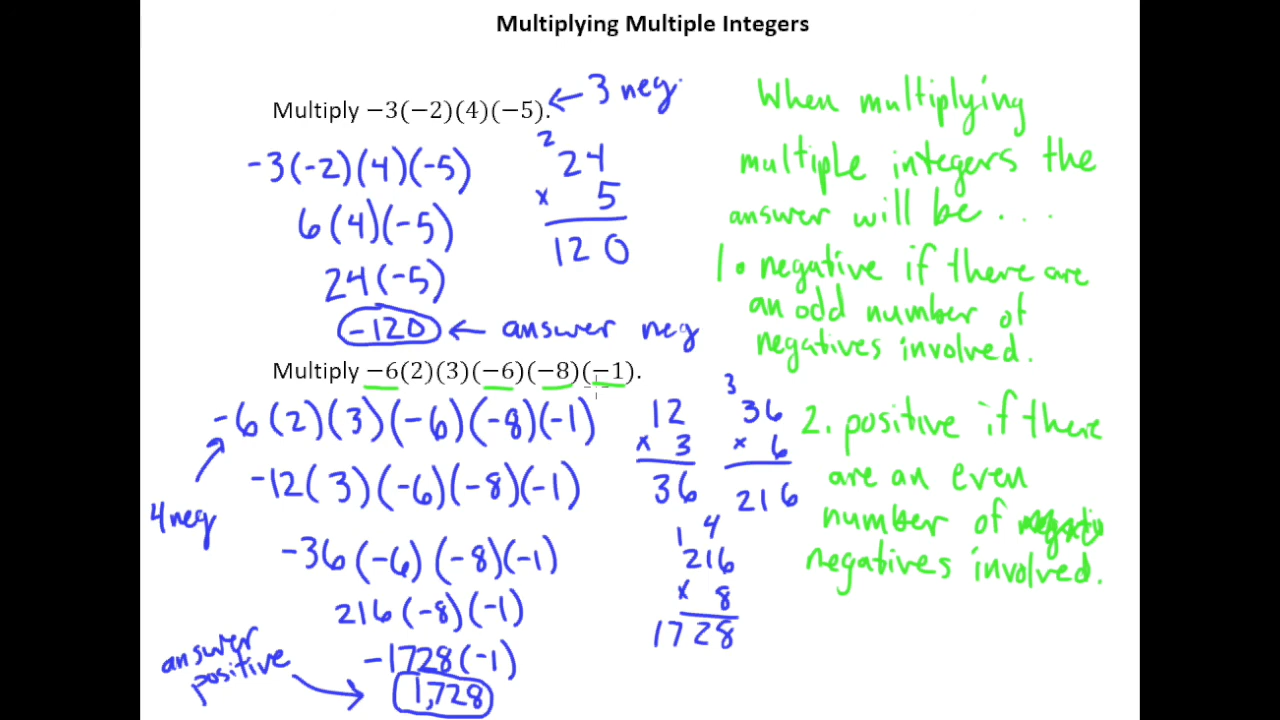 Multiplying Multiple Integers
Multiply −3(−2)(4)(−5).
← 3 neg.
-3(-2)(4)(-5)
6(4)(-5)
24(-5)
-120 ← answer neg
2
24
× 5
120
Multiply −6(2)(3)(−6)(−8)(−1).
-6(2)(3)(-6)(-8)(-1)
4 neg
-12(3)(-6)(-8)(-1)
-36(-6)(-8)(-1)
216(-8)(-1)
-1728(-1)
answer
positive
1,728
12
× 3
36
3
36
× 6
216
1 4
216
× 8
1728
When multiplying
multiple integers the
answer will be ....
1. negative if there are
an odd number of
negatives involved.
2. positive if there
are an even
number of
negatives involved.